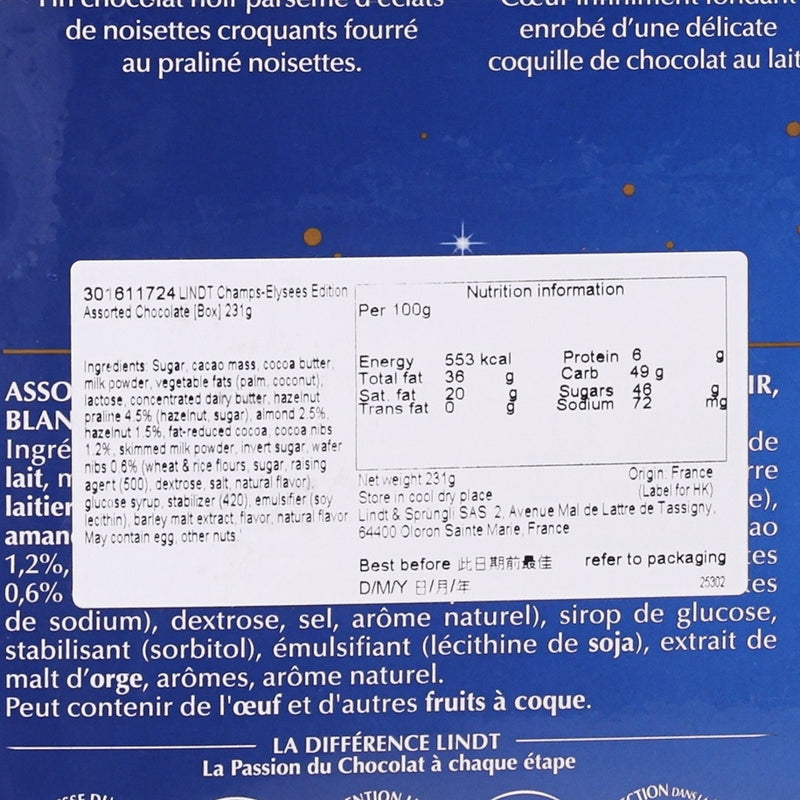 noir parsemé d'éclats
de noisettes croquants fourré
au praliné noisettes.
Cœur infiniment fondant
enrobé d'une délicate
coquille de chocolat au lait
301611724 LINDT Champs-Elysees Edition
Assorted Chocolate [Box] 231g
Ingredients: Sugar, cacao mass, cocoa butter,
milk powder, vegetable fats (palm, coconut),
lactose, concentrated dairy butter, hazelnut
praline 4.5% (hazelnut, sugar), almond 2.5%,
hazelnut 1.5%, fat-reduced cocoa, cocoa nibs
1.2%, skimmed milk powder, invert sugar, wafer
nibs 0.6% (wheat & rice flours, sugar, raising
agent (500), dextrose, salt, natural flavor),
glucose syrup, stabilizer (420), emulsifier (soy
lecithin), barley malt extract, flavor, natural flavor
May contain egg, other nuts.
Nutrition information
Per 100g
Energy 553 kcal Protein 6 g
Total fat 36 g Carb 49 g
Sat. fat 20 g Sugars 46 g
Trans fat 0 g Sodium 72 mg
Net weight 231g Origin: France
Store in cool dry place (Label for HK)
Lindt & Sprüngli SAS 2, Avenue Mal de Lattre de Tassigny,
64400 Oloron Sainte Marie, France
Best before 此日期前最佳 refer to packaging
D/M/Y 日/月/年 25302
ASSO IR,
BLAN
Ingré de
lait, rre
laitier e),
aman ao
1,2%, tes
0,6% tes
de sodium), dextrose, sel, arôme naturel), sirop de glucose,
stabilisant (sorbitol), émulsifiant (lécithine de soja), extrait de
malt d'orge, arômes, arôme naturel.
Peut contenir de l'œuf et d'autres fruits à coque.
LA DIFFÉRENCE LINDT
La Passion du Chocolat à chaque étape